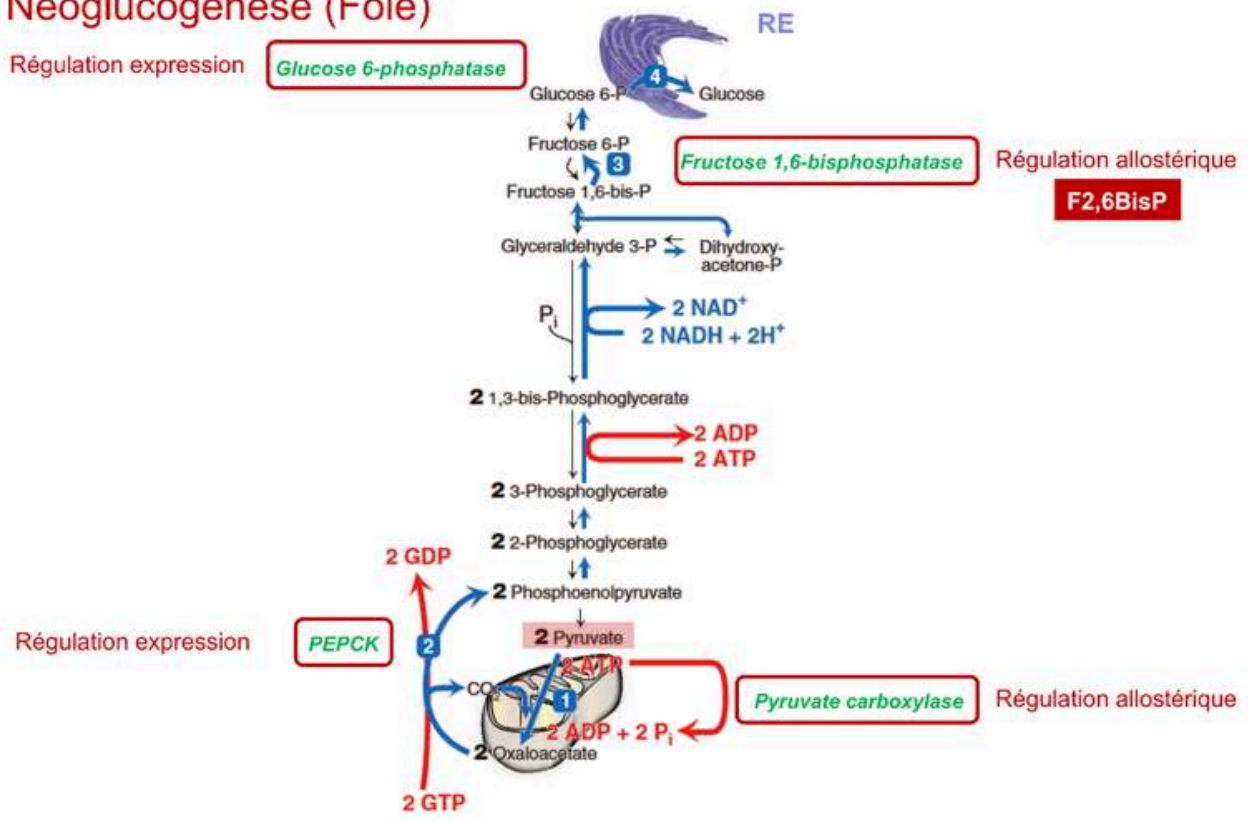 Néoglucogenèse (Foie)
RE
Régulation expression
Glucose 6-phosphatase
4
Glucose 6-P
Glucose
Fructose 6-P
3
Fructose 1,6-bisphosphatase
Régulation allostérique
F2,6BisP
Fructose 1,6-bis-P
Glyceraldehyde 3-P
Dihydroxy-
acetone-P
Pi
2 NAD+
2 NADH + 2H+
2 1,3-bis-Phosphoglycerate
2 ADP
2 ATP
2 3-Phosphoglycerate
2 2-Phosphoglycerate
2 GDP
2 Phosphoenolpyruvate
Régulation expression
PEPCK
2
2 Pyruvate
2 ATP
CO2
1
Pyruvate carboxylase
Régulation allostérique
2 ADP + 2 Pi
2 Oxaloacetate
2 GTP